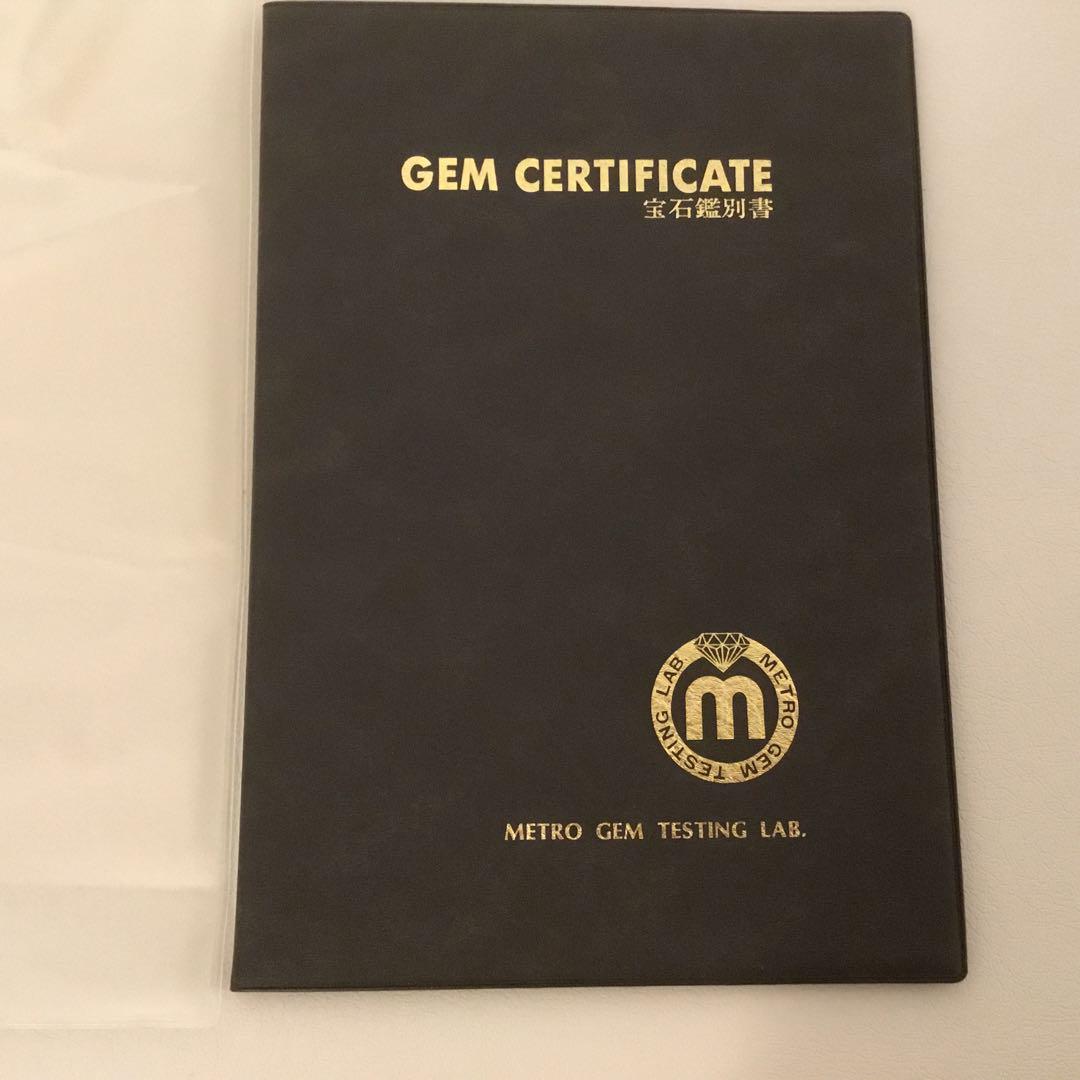 GEM CERTIFICATE
宝石鑑別書
METRO GEM TESTING LAB
m
METRO GEM TESTING LAB.